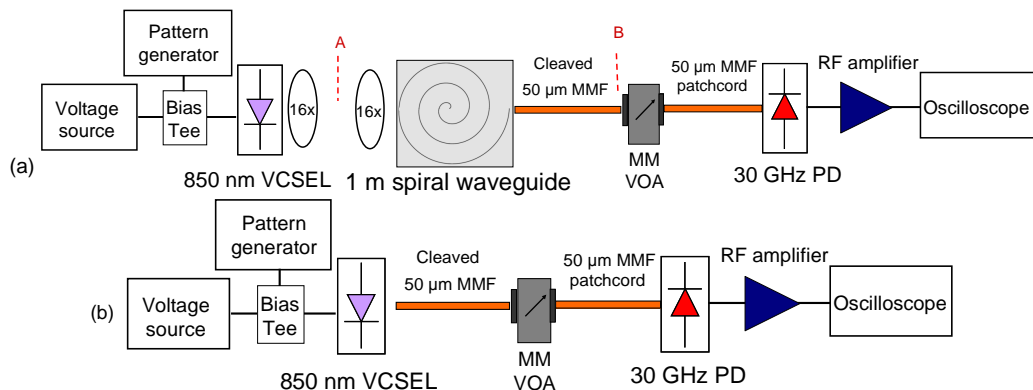 Pattern
generator
Voltage
source
Bias
Tee
850 nm VCSEL
16x
A
16x
1 m spiral waveguide
Cleaved
50 µm MMF
B
MM
VOA
50 µm MMF
patchcord
30 GHz PD
RF amplifier
Oscilloscope
(a)
Pattern
generator
Voltage
source
Bias
Tee
850 nm VCSEL
Cleaved
50 µm MMF
MM
VOA
50 µm MMF
patchcord
30 GHz PD
RF amplifier
Oscilloscope
(b)